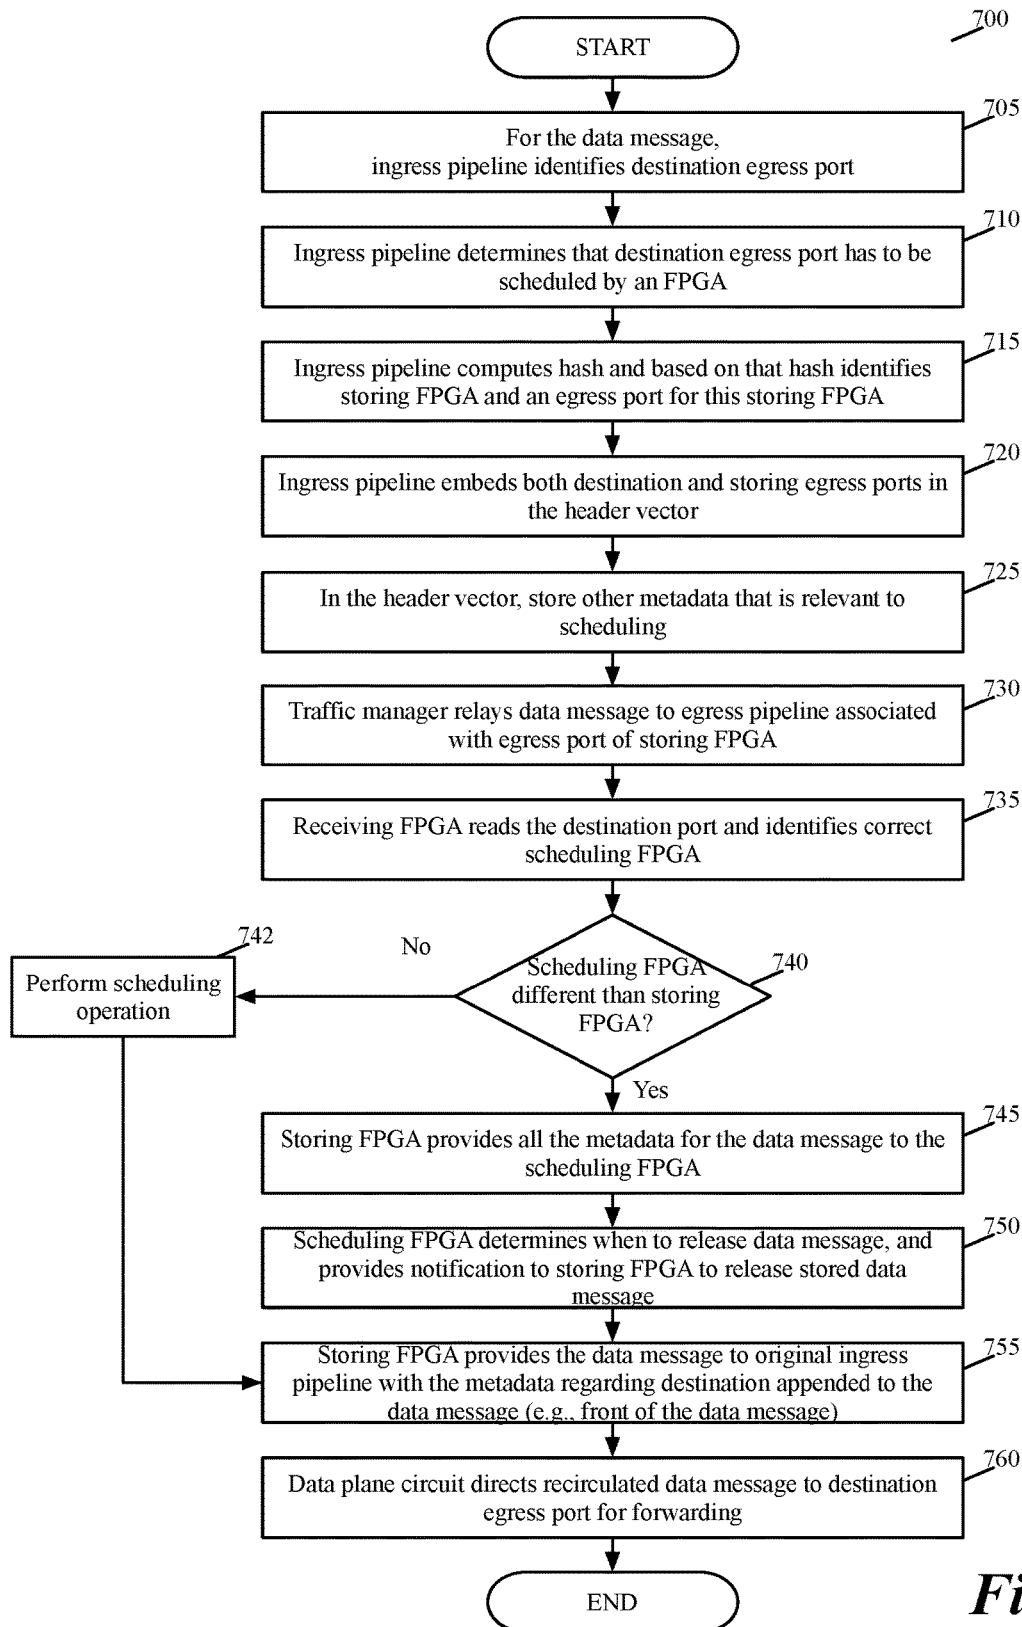 700
START
705
For the data message,
ingress pipeline identifies destination egress port
710
Ingress pipeline determines that destination egress port has to be
scheduled by an FPGA
715
Ingress pipeline computes hash and based on that hash identifies
storing FPGA and an egress port for this storing FPGA
720
Ingress pipeline embeds both destination and storing egress ports in
the header vector
725
In the header vector, store other metadata that is relevant to
scheduling
730
Traffic manager relays data message to egress pipeline associated
with egress port of storing FPGA
735
Receiving FPGA reads the destination port and identifies correct
scheduling FPGA
742
No
Perform scheduling
operation
740
Scheduling FPGA
different than storing
FPGA?
Yes
745
Storing FPGA provides all the metadata for the data message to the
scheduling FPGA
750
Scheduling FPGA determines when to release data message, and
provides notification to storing FPGA to release stored data
message
755
Storing FPGA provides the data message to original ingress
pipeline with the metadata regarding destination appended to the
data message (e.g., front of the data message)
760
Data plane circuit directs recirculated data message to destination
egress port for forwarding
END
Fi